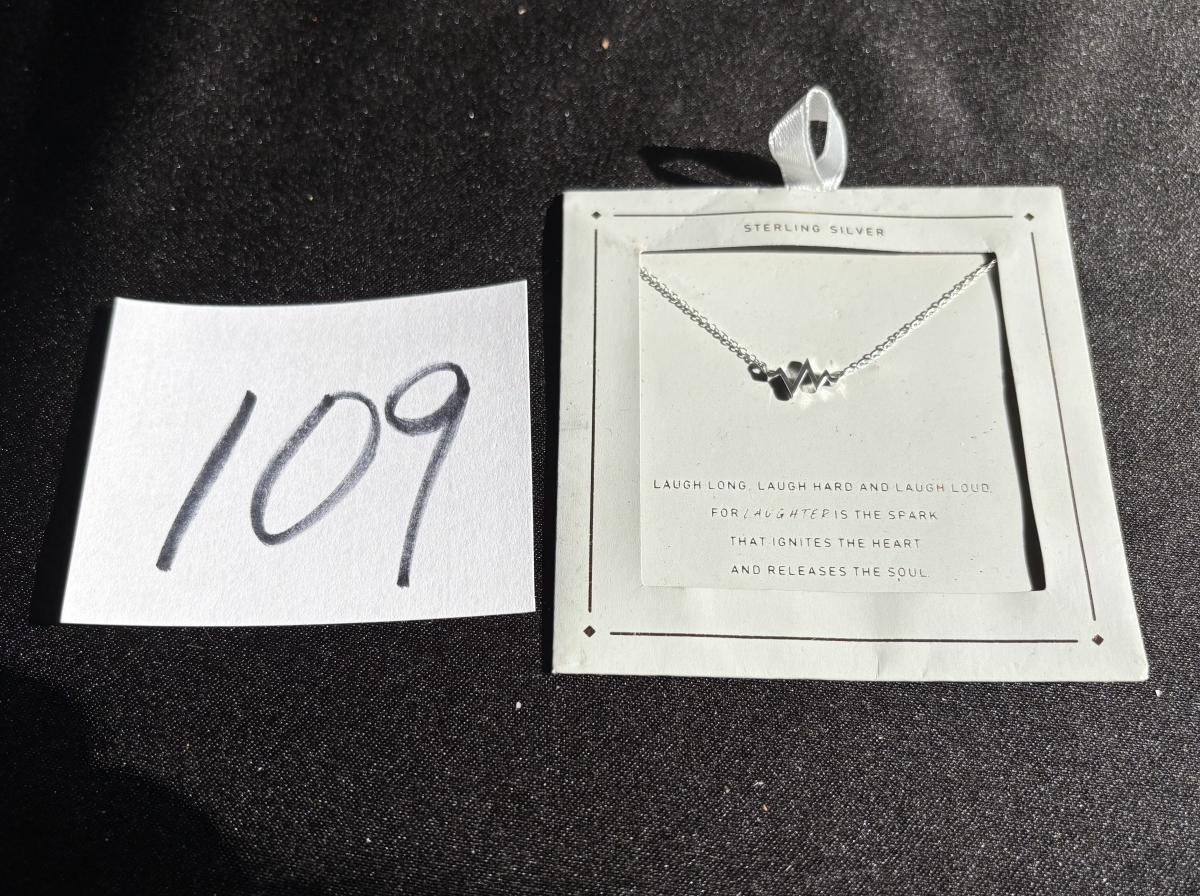 109
STERLING SILVER
LAUGH LONG, LAUGH HARD AND LAUGH LOUD,
FOR LAUGHTER IS THE SPARK
THAT IGNITES THE HEART
AND RELEASES THE SOUL.